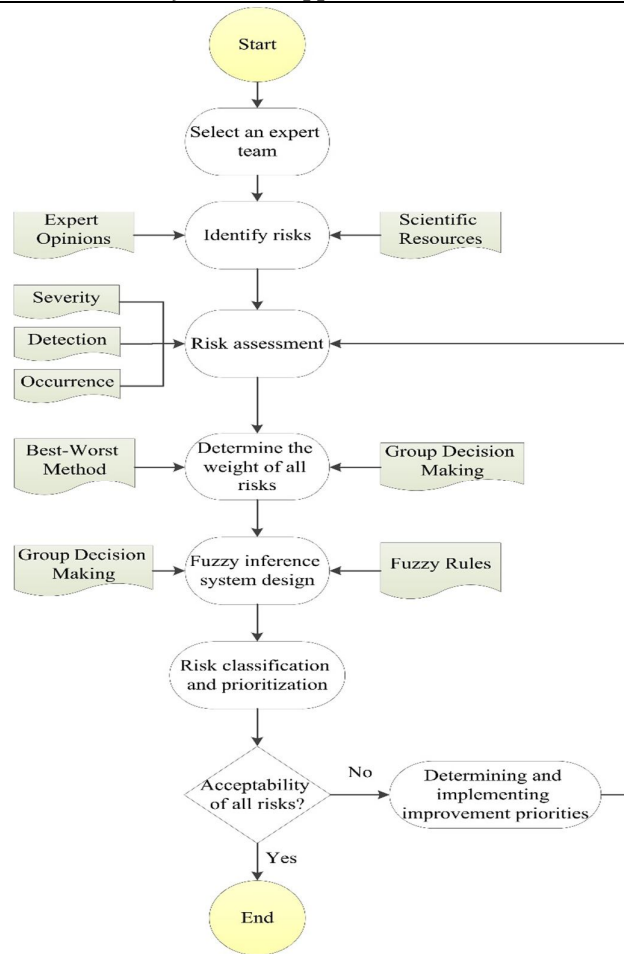 Start
Select an expert
team
Expert
Opinions
Identify risks
Scientific
Resources
Severity
Detection
Occurrence
Risk assessment
Best-Worst
Method
Determine the
weight of all
risks
Group Decision
Making
Group Decision
Making
Fuzzy inference
system design
Fuzzy Rules
Risk classification
and prioritization
Acceptability
of all risks?
No
Determining and
implementing
improvement priorities
Yes
End